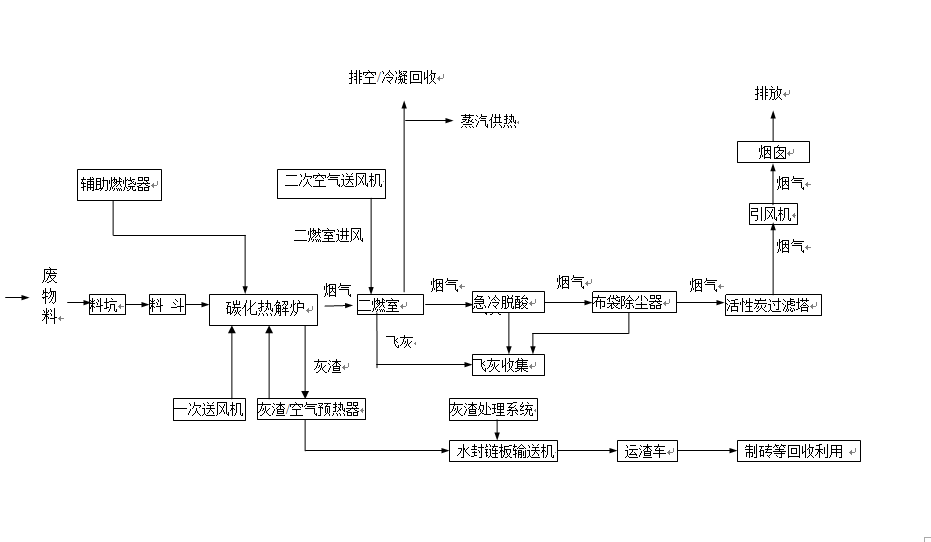 排空/冷凝回收
蒸汽供热
排放
烟囱
烟气
引风机
烟气
辅助燃烧器
二次空气送风机
二燃室进风
废
物
料
料坑
料 斗
碳化热解炉
烟气
二燃室
烟气
急冷脱酸
烟气
布袋除尘器
烟气
活性炭过滤塔
飞灰
飞灰收集
灰渣
一次送风机
灰渣/空气预热器
灰渣处理系统
水封链板输送机
运渣车
制砖等回收利用